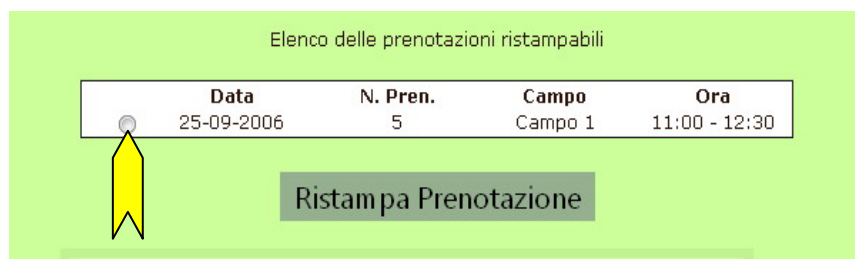 Elenco delle prenotazioni ristampabili
Data N. Pren. Campo Ora
25-09-2006 5 Campo 1 11:00 - 12:30
Ristampa Prenotazione